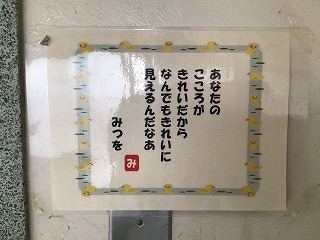 あなたの
こころが
きれいだから
なんでもきれいに
見えるんだなあ
みつを
み